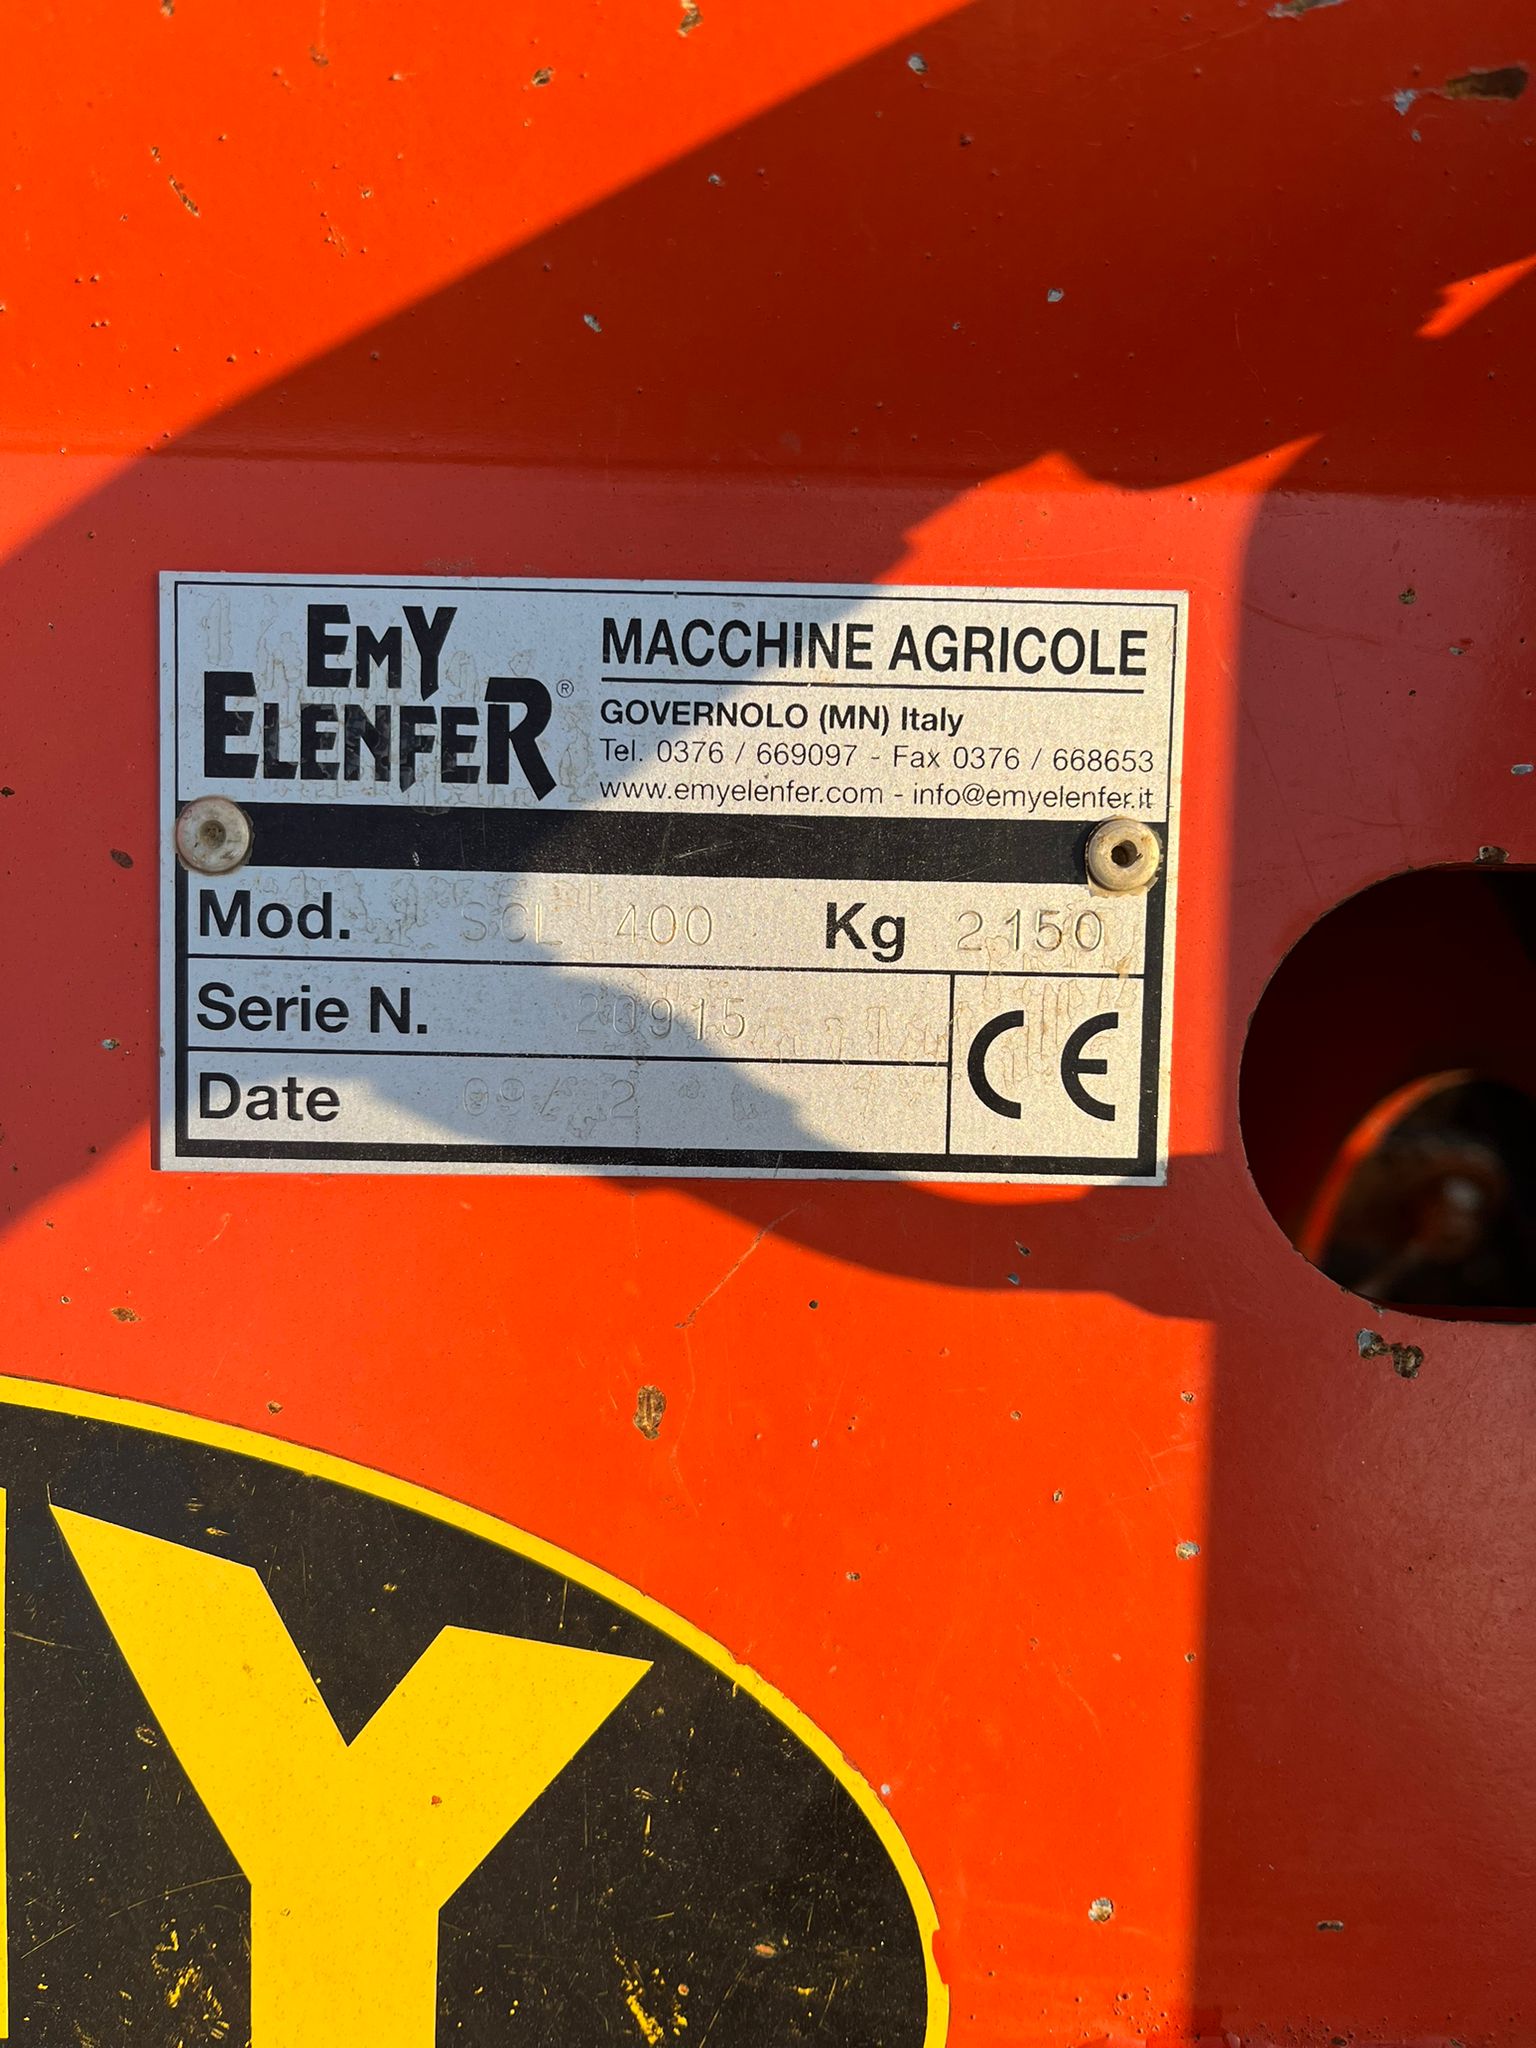 EMY
ELENFER®
MACCHINE AGRICOLE
GOVERNOLO (MN) Italy
Tel. 0376 / 669097 - Fax 0376 / 668653
www.emyelenfer.com - info@emyelenfer.it
Mod. SCL 400 Kg 2150
Serie N. 20915
Date
CE
Y